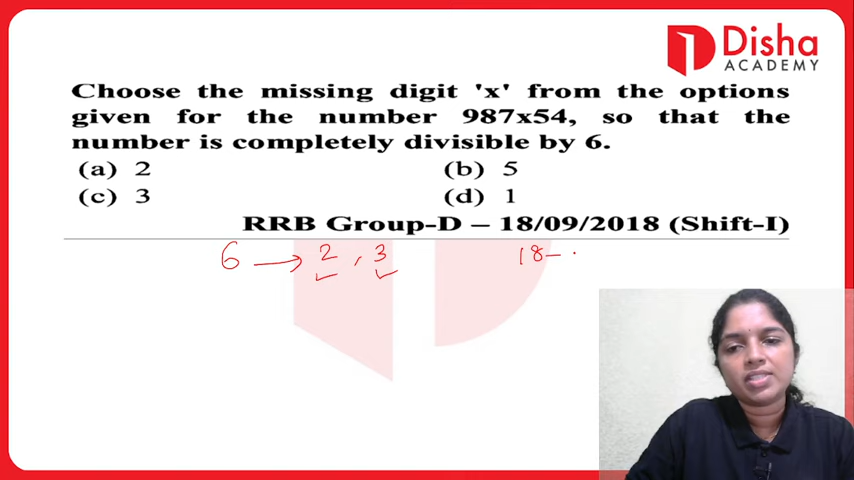 Disha
ACADEMY
Choose the missing digit 'x' from the options
given for the number 987x54, so that the
number is completely divisible by 6.
(a) 2 (b) 5
(c) 3 (d) 1
RRB Group-D – 18/09/2018 (Shift-I)
6 → 2 , 3 18–